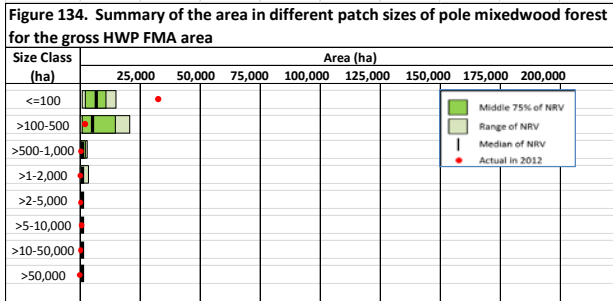 Figure 134. Summary of the area in different patch sizes of pole mixedwood forest
for the gross HWP FMA area
Size Class
(ha)
Area (ha)
25,000 50,000 75,000 100,000 125,000 150,000 175,000 200,000
<=100
>100-500
>500-1,000
>1-2,000
>2-5,000
>5-10,000
>10-50,000
>50,000
Middle 75% of NRV
Range of NRV
Median of NRV
Actual in 2012